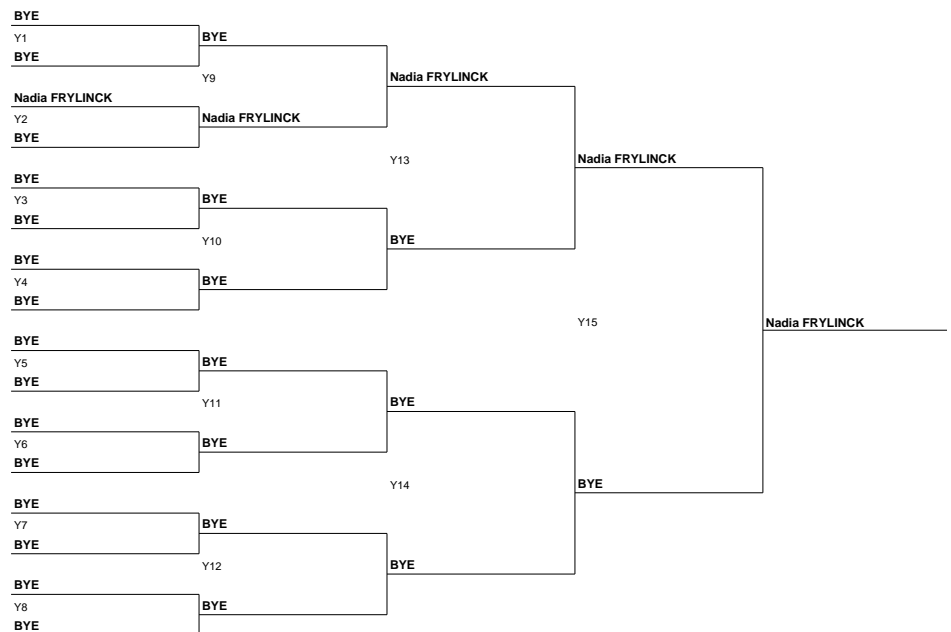 BYE
Y1
BYE
BYE
Y9
Nadia FRYLINCK
Nadia FRYLINCK
Y2
BYE
Nadia FRYLINCK
Y13
Nadia FRYLINCK
BYE
Y3
BYE
BYE
Y10
BYE
BYE
Y4
BYE
BYE
Y15
Nadia FRYLINCK
BYE
Y5
BYE
BYE
Y11
BYE
BYE
Y6
BYE
BYE
Y14
BYE
BYE
Y7
BYE
BYE
Y12
BYE
BYE
Y8
BYE
BYE